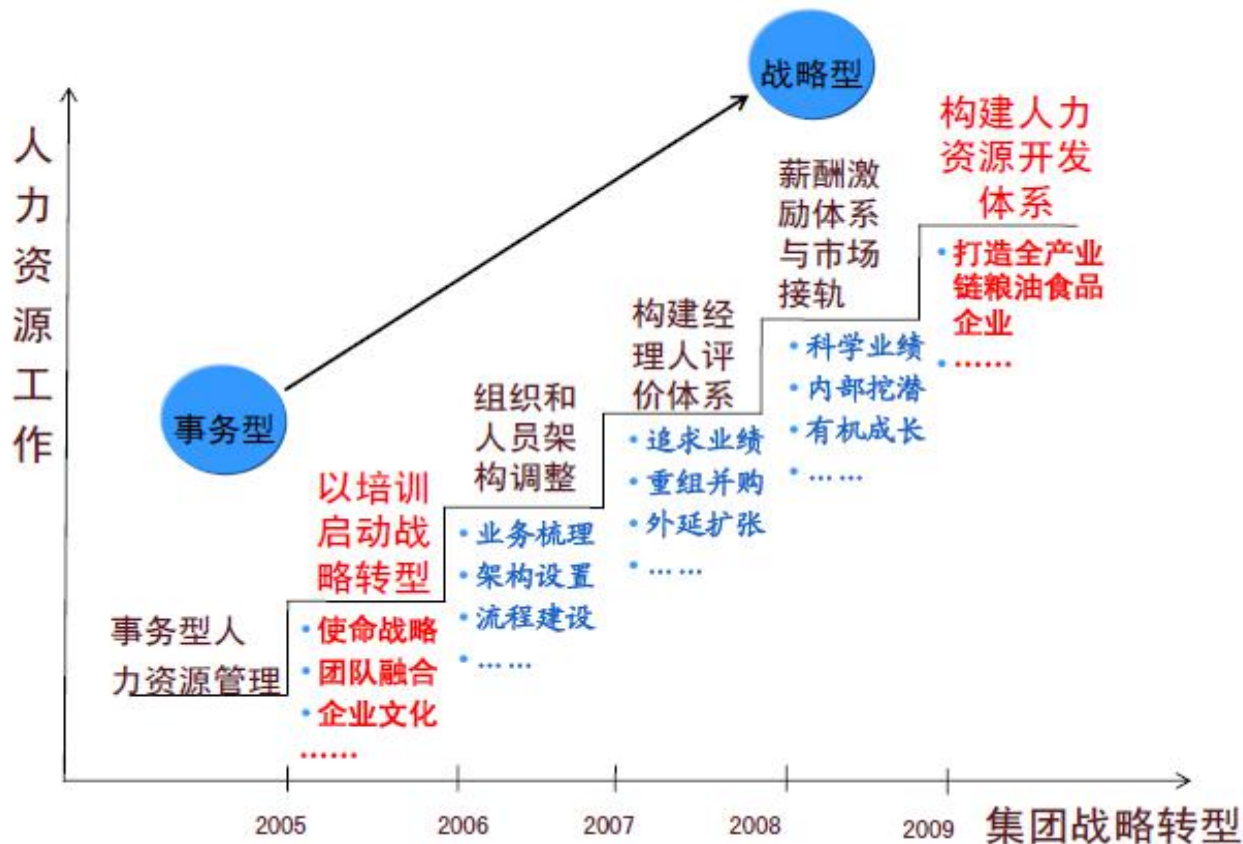 战略型
事务型
人
力
资
源
工
作
事务型人
力资源管理
以培训
启动战
略转型
• 使命战略
• 团队融合
• 企业文化
……
组织和
人员架
构调整
• 业务梳理
• 架构设置
• 流程建设
• ……
构建经
理人评
价体系
• 追求业绩
• 重组并购
• 外延扩张
• ……
薪酬激
励体系
与市场
接轨
• 科学业绩
• 内部挖潜
• 有机成长
• ……
构建人力
资源开发
体系
• 打造全产业
链粮油食品
企业
• ……
2005
2006
2007
2008
2009
集团战略转型